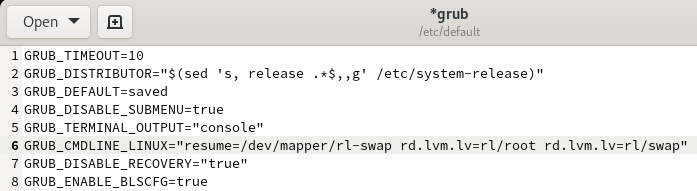 Open
*grub
/etc/default
1 GRUB_TIMEOUT=10
2 GRUB_DISTRIBUTOR="$(sed 's, release .*$,,g' /etc/system-release)"
3 GRUB_DEFAULT=saved
4 GRUB_DISABLE_SUBMENU=true
5 GRUB_TERMINAL_OUTPUT="console"
6 GRUB_CMDLINE_LINUX="resume=/dev/mapper/rl-swap rd.lvm.lv=rl/root rd.lvm.lv=rl/swap"
7 GRUB_DISABLE_RECOVERY="true"
8 GRUB_ENABLE_BLSCFG=true